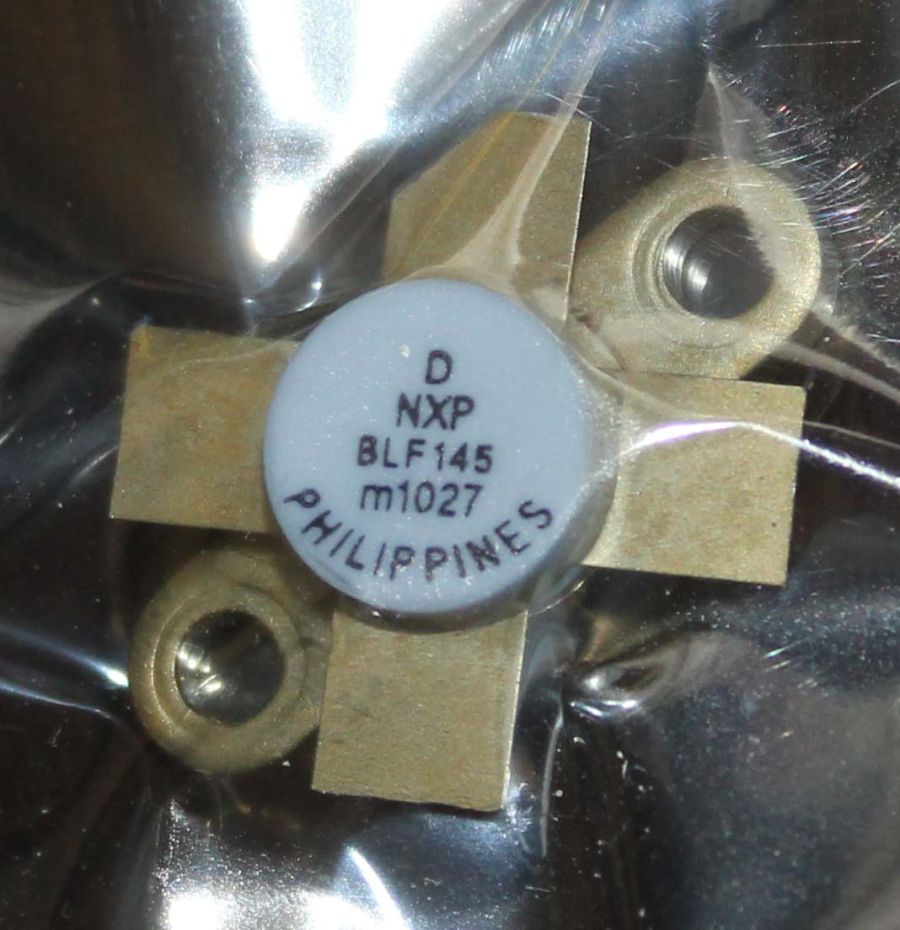 D
NXP
BLF145
m1027
PHILIPPINES